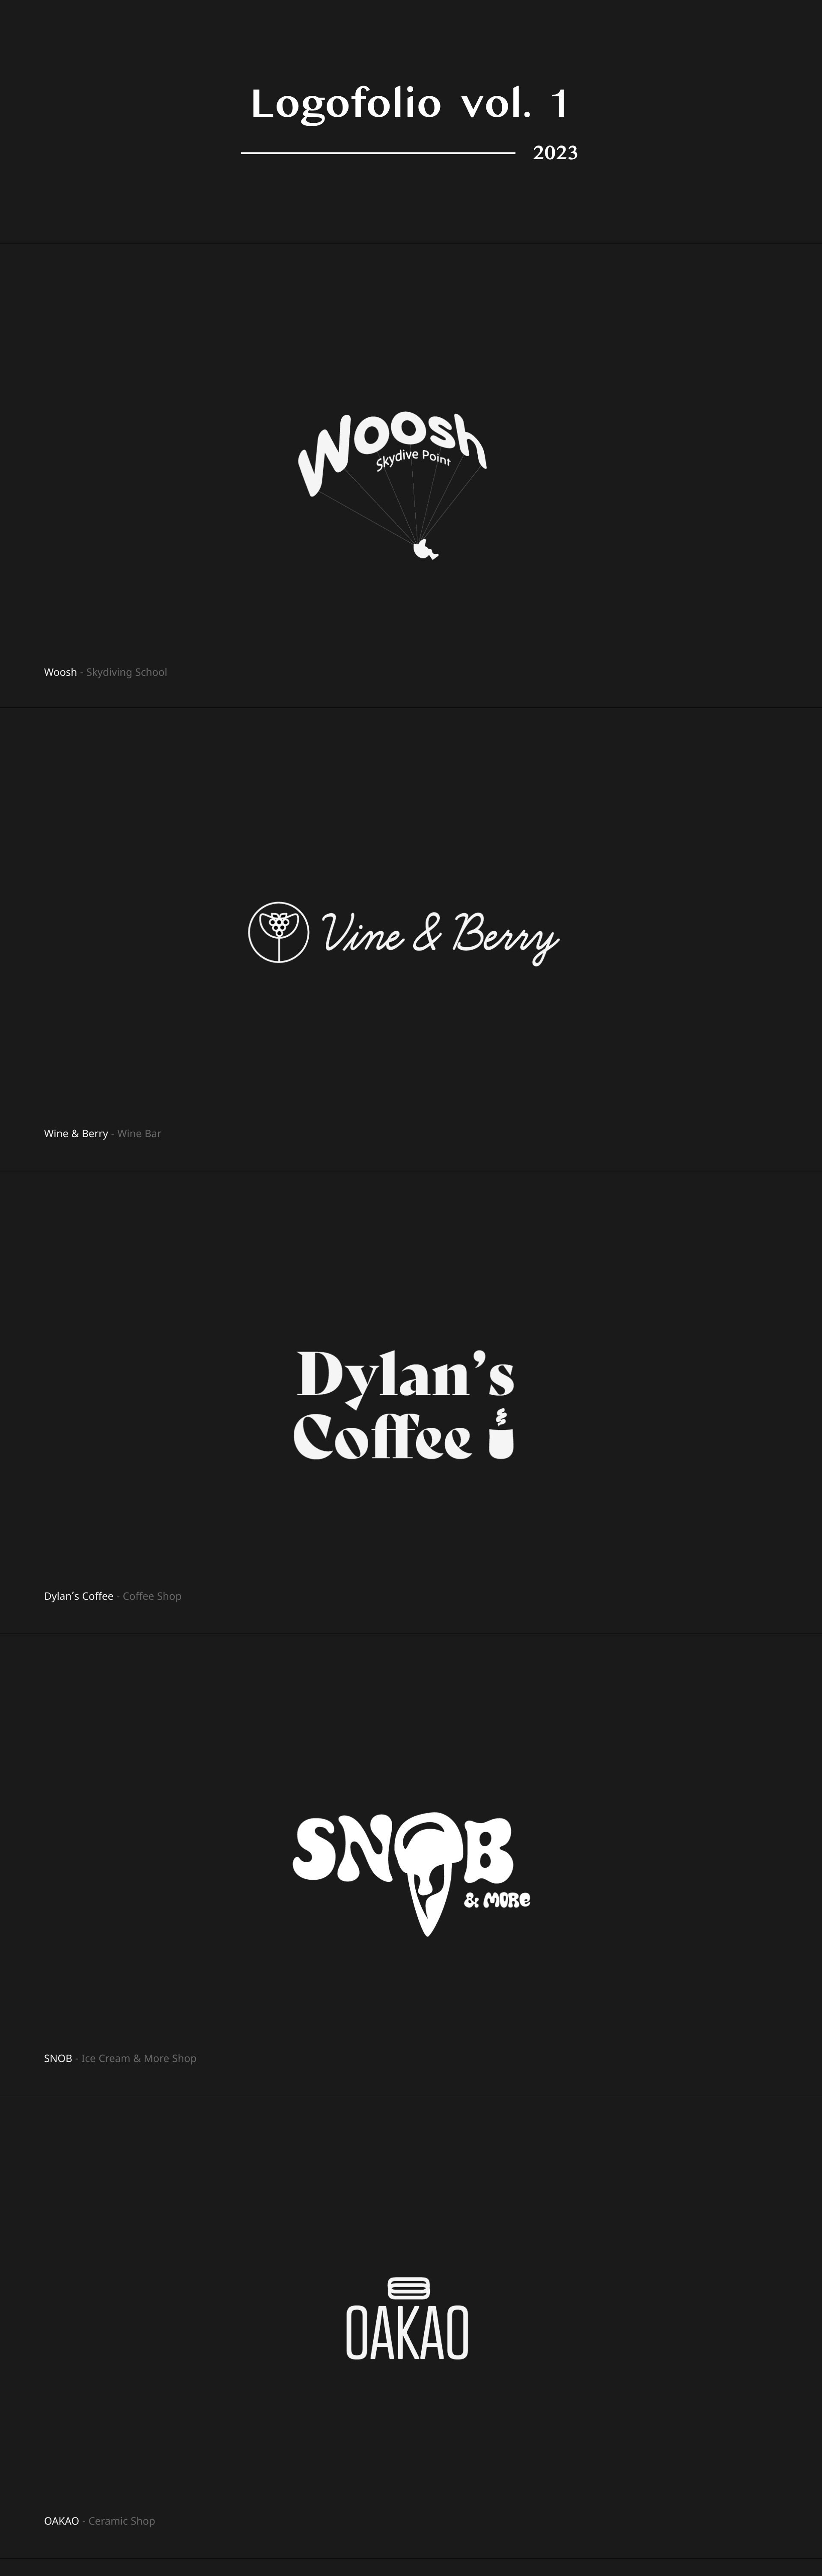 Logofolio vol. 1
2023
Woosh
Skydive Point
Woosh - Skydiving School
Vine & Berry
Wine & Berry - Wine Bar
Dylan’s
Coffee
Dylan’s Coffee - Coffee Shop
SNOB
& MORe
SNOB - Ice Cream & More Shop
OAKAO
OAKAO - Ceramic Shop